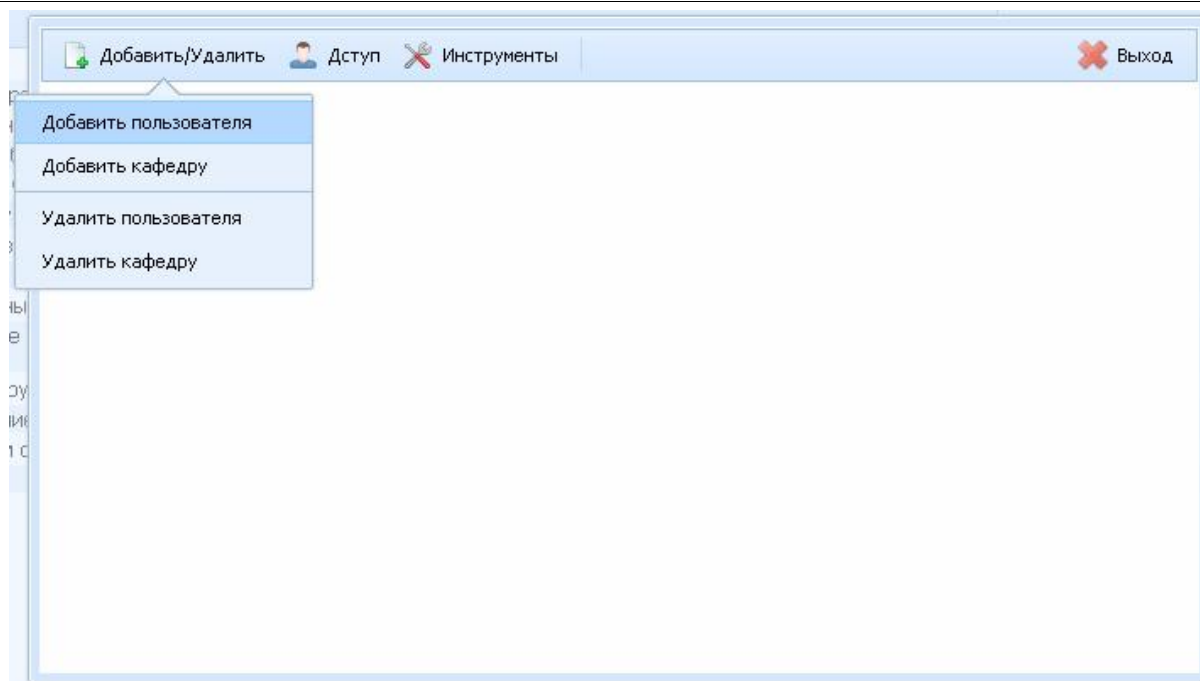 Добавить/Удалить Дступ Инструменты Выход
Добавить пользователя
Добавить кафедру
Удалить пользователя
Удалить кафедру